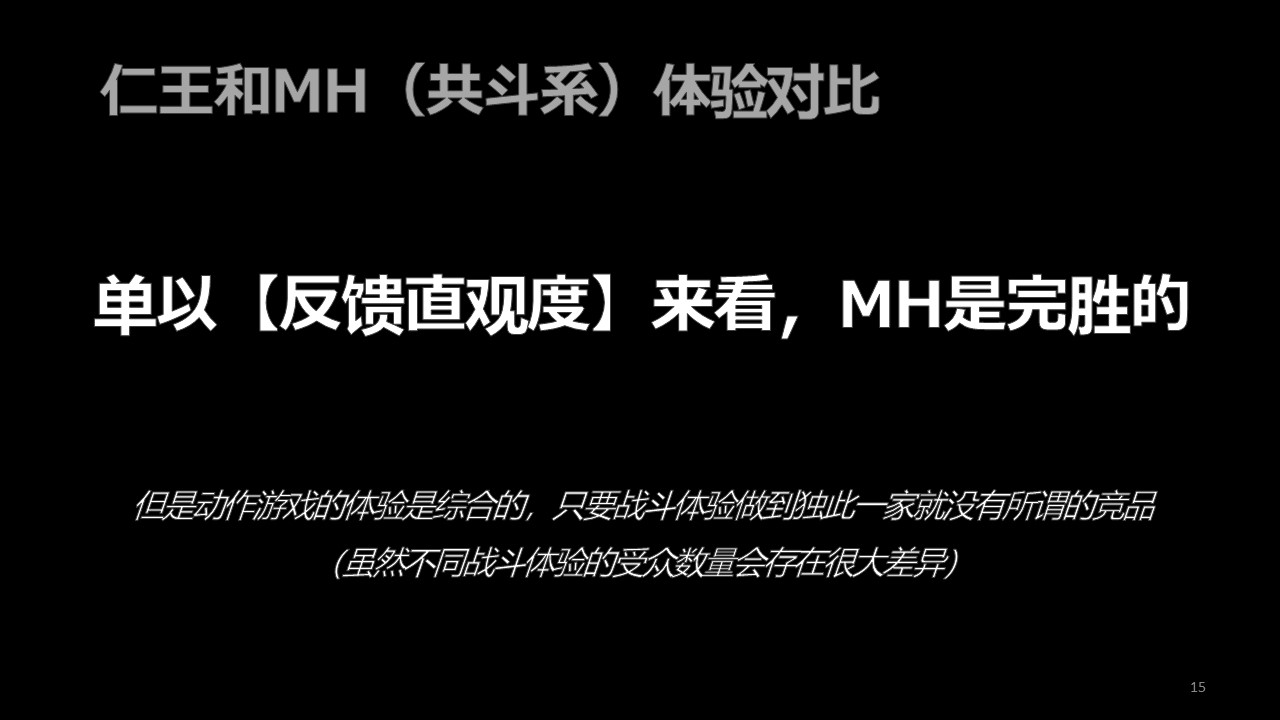 仁王和MH（共斗系）体验对比
单以【反馈直观度】来看，MH是完胜的
但是动作游戏的体验是综合的，只要战斗体验做到独此一家就没有所谓的竞品
（虽然不同战斗体验的受众数量会存在很大差异）
15